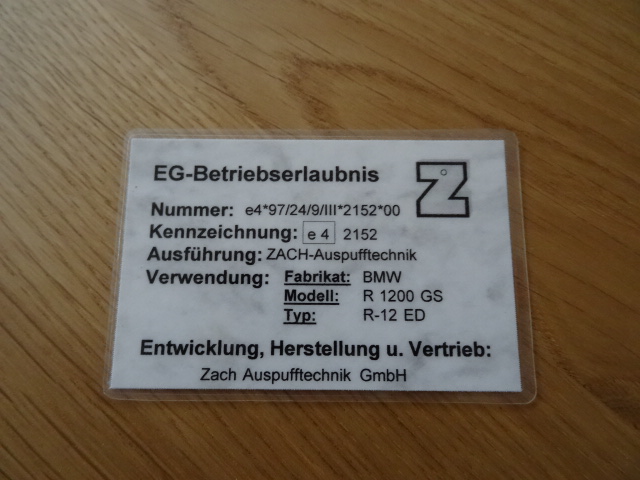 EG-Betriebserlaubnis
Z
Nummer: e4*97/24/9/III*2152*00
Kennzeichnung: e 4 2152
Ausführung: ZACH-Auspufftechnik
Verwendung: Fabrikat: BMW
Modell: R 1200 GS
Typ: R-12 ED
Entwicklung, Herstellung u. Vertrieb:
Zach Auspufftechnik GmbH